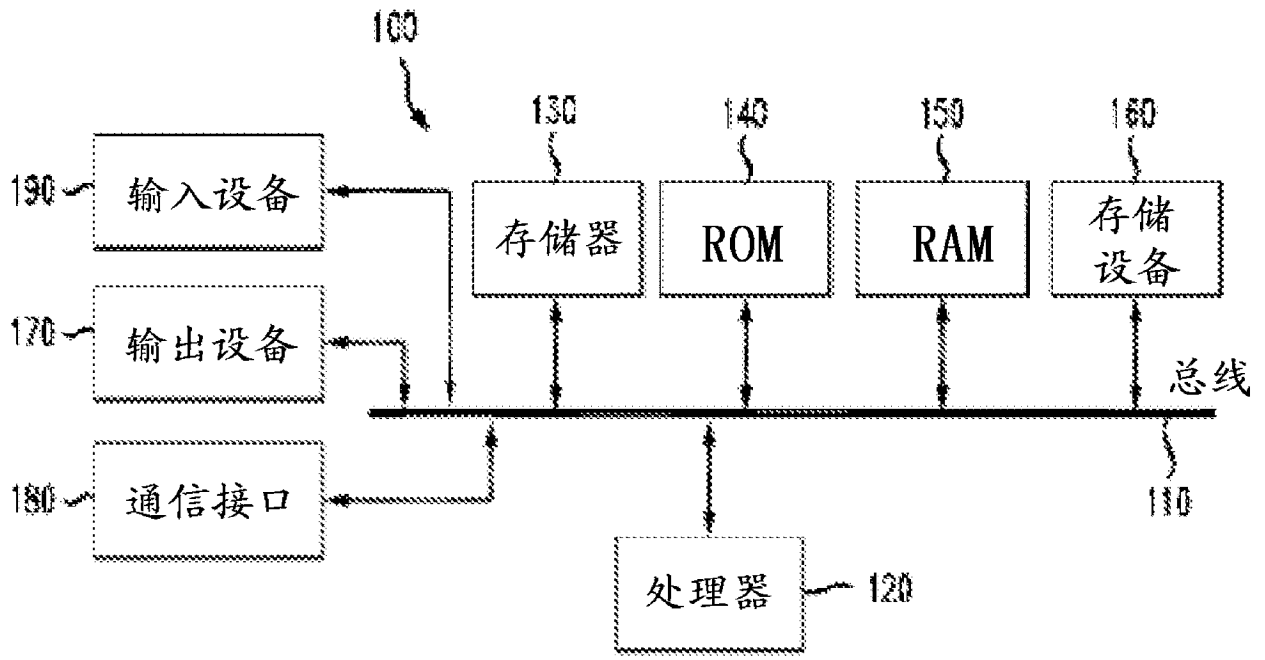 100
130
140
150
160
190
输入设备
存储器
ROM
RAM
存储
设备
170
输出设备
总线
180
通信接口
110
处理器
120